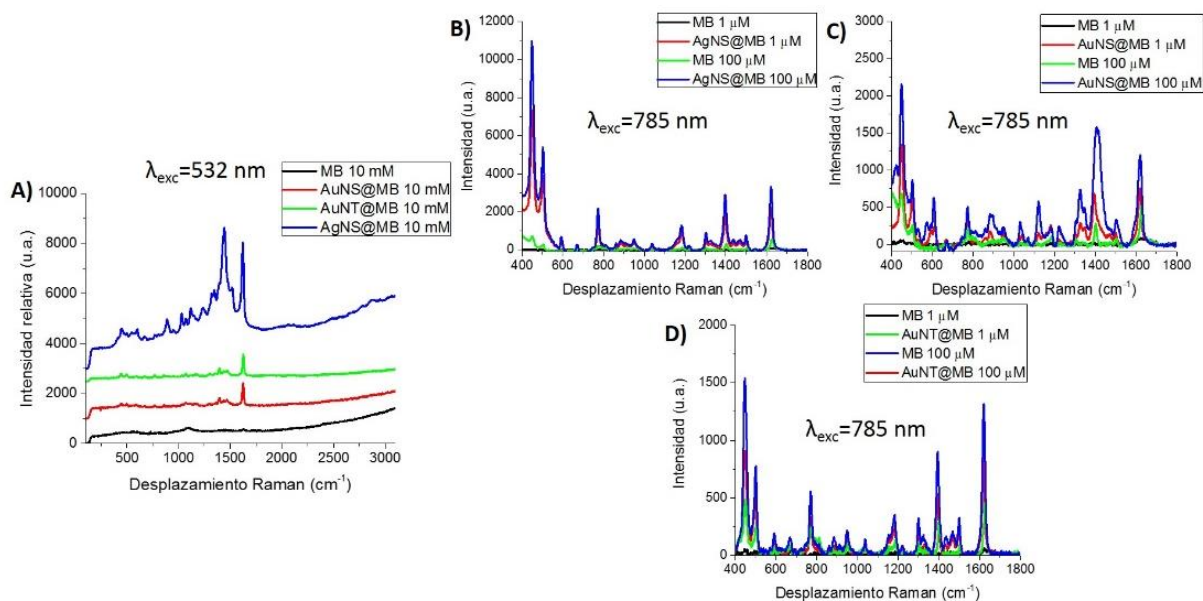 A)
λexc=532 nm
MB 10 mM
AuNS@MB 10 mM
AuNT@MB 10 mM
AgNS@MB 10 mM
Intensidad relativa (u.a.)
10000
8000
6000
4000
2000
0
500 1000 1500 2000 2500 3000
Desplazamiento Raman (cm⁻¹)
B)
MB 1 µM
AgNS@MB 1 µM
MB 100 µM
AgNS@MB 100 µM
λexc=785 nm
Intensidad (u.a.)
12000
10000
8000
6000
4000
2000
0
400 600 800 1000 1200 1400 1600 1800
Desplazamiento Raman (cm⁻¹)
C)
MB 1 µM
AuNS@MB 1 µM
MB 100 µM
AuNS@MB 100 µM
λexc=785 nm
Intensidad (u.a.)
3000
2500
2000
1500
1000
500
0
400 600 800 1000 1200 1400 1600 1800
Desplazamiento Raman (cm⁻¹)
D)
MB 1 µM
AuNT@MB 1 µM
MB 100 µM
AuNT@MB 100 µM
λexc=785 nm
Intensidad (u.a.)
2000
1500
1000
500
0
400 600 800 1000 1200 1400 1600 1800
Desplazamiento Raman (cm⁻¹)